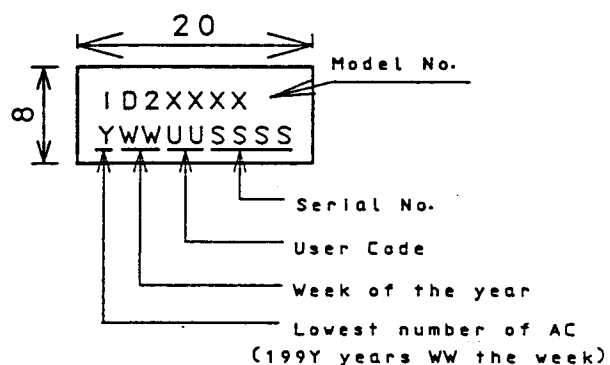 20
Model No.
8
1D2XXXX
YWWUUSSSS
Serial No.
User Code
Week of the year
Lowest number of AC
(199Y years WW the week)